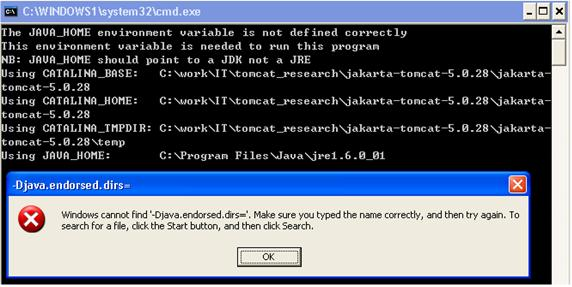 C:\WINDOWS1\system32\cmd.exe
The JAVA_HOME environment variable is not defined correctly
This environment variable is needed to run this program
NB: JAVA_HOME should point to a JDK not a JRE
Using CATALINA_BASE:   C:\work\IT\tomcat_research\jakarta-tomcat-5.0.28\jakarta-
tomcat-5.0.28
Using CATALINA_HOME:   C:\work\IT\tomcat_research\jakarta-tomcat-5.0.28\jakarta-
tomcat-5.0.28
Using CATALINA_TMPDIR: C:\work\IT\tomcat_research\jakarta-tomcat-5.0.28\jakarta-
tomcat-5.0.28\temp
Using JAVA_HOME:       C:\Program Files\Java\jre1.6.0_01
-Djava.endorsed.dirs=
Windows cannot find '-Djava.endorsed.dirs='. Make sure you typed the name correctly, and then try again. To
search for a file, click the Start button, and then click Search.
OK